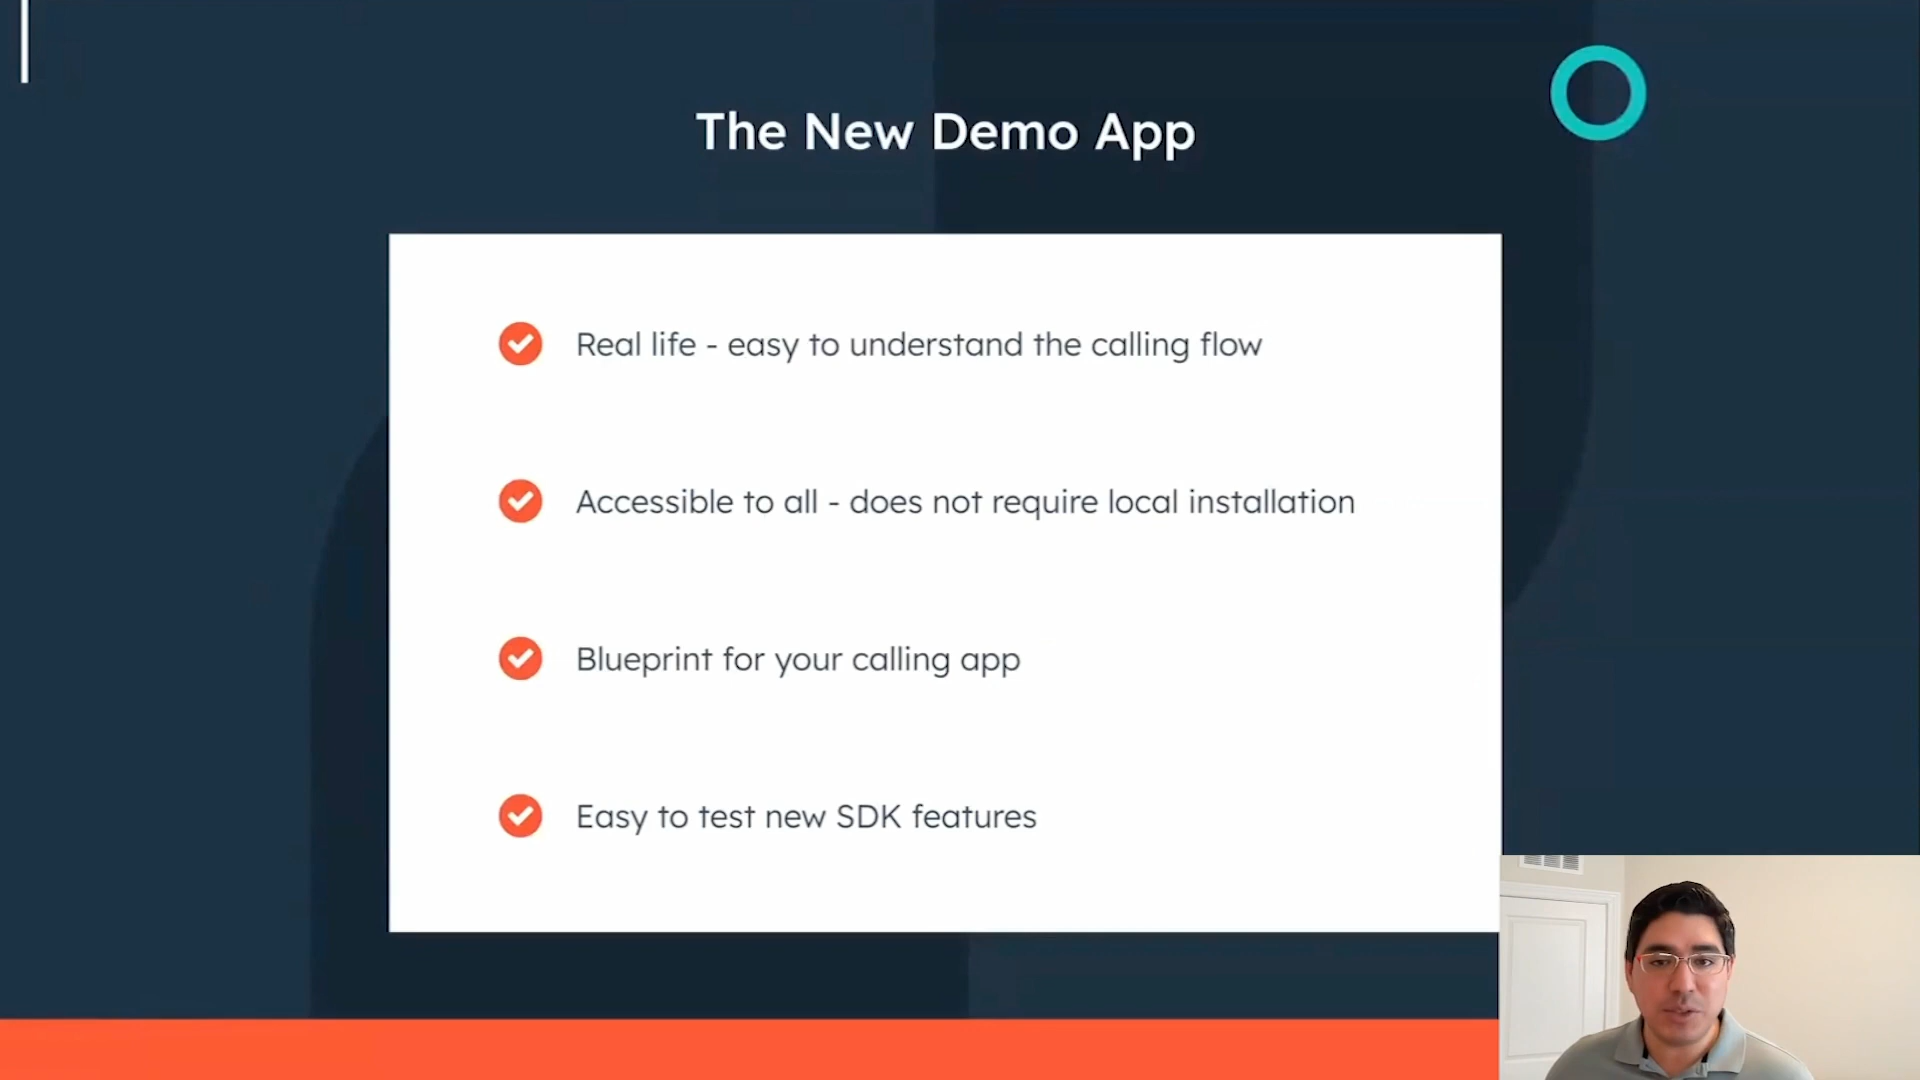 The New Demo App
Real life - easy to understand the calling flow
Accessible to all - does not require local installation
Blueprint for your calling app
Easy to test new SDK features